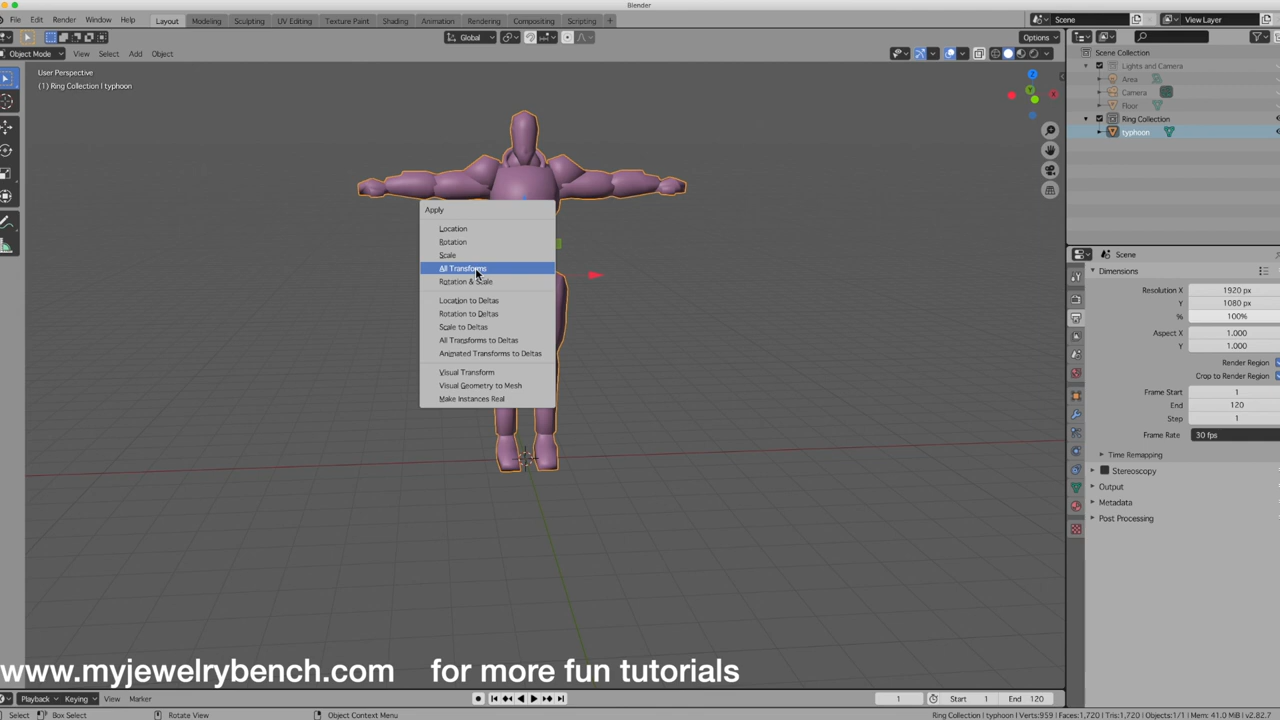 Blender
File Edit Render Window Help
Layout Modeling Sculpting UV Editing Texture Paint Shading Animation Rendering Compositing Scripting +
Scene
View Layer
Global
Options
Object Mode View Select Add Object
User Perspective
(1) Ring Collection | typhoon
Scene Collection
Lights and Camera
Area
Camera
Floor
Ring Collection
typhoon
Apply
Location
Rotation
Scale
All Transforms
Rotation & Scale
Location to Deltas
Rotation to Deltas
Scale to Deltas
All Transforms to Deltas
Animated Transforms to Deltas
Visual Transform
Visual Geometry to Mesh
Make Instances Real
Z
Y
X
Scene
Dimensions
Resolution X 1920 px
Y 1080 px
% 100%
Aspect X 1.000
Y 1.000
Render Region
Crop to Render Region
Frame Start 1
End 120
Step 1
Frame Rate 30 fps
Time Remapping
Stereoscopy
Output
Metadata
Post Processing
www.myjewelrybench.com for more fun tutorials
Playback Keying View Marker
1
Start 1
End 120
Select
Box Select
Rotate View
Object Context Menu
Ring Collection | typhoon | Verts:959 | Faces:1,720 | Tris:1,720 | Objects:1/1 | Mem: 41.0 MiB | v2.82.7